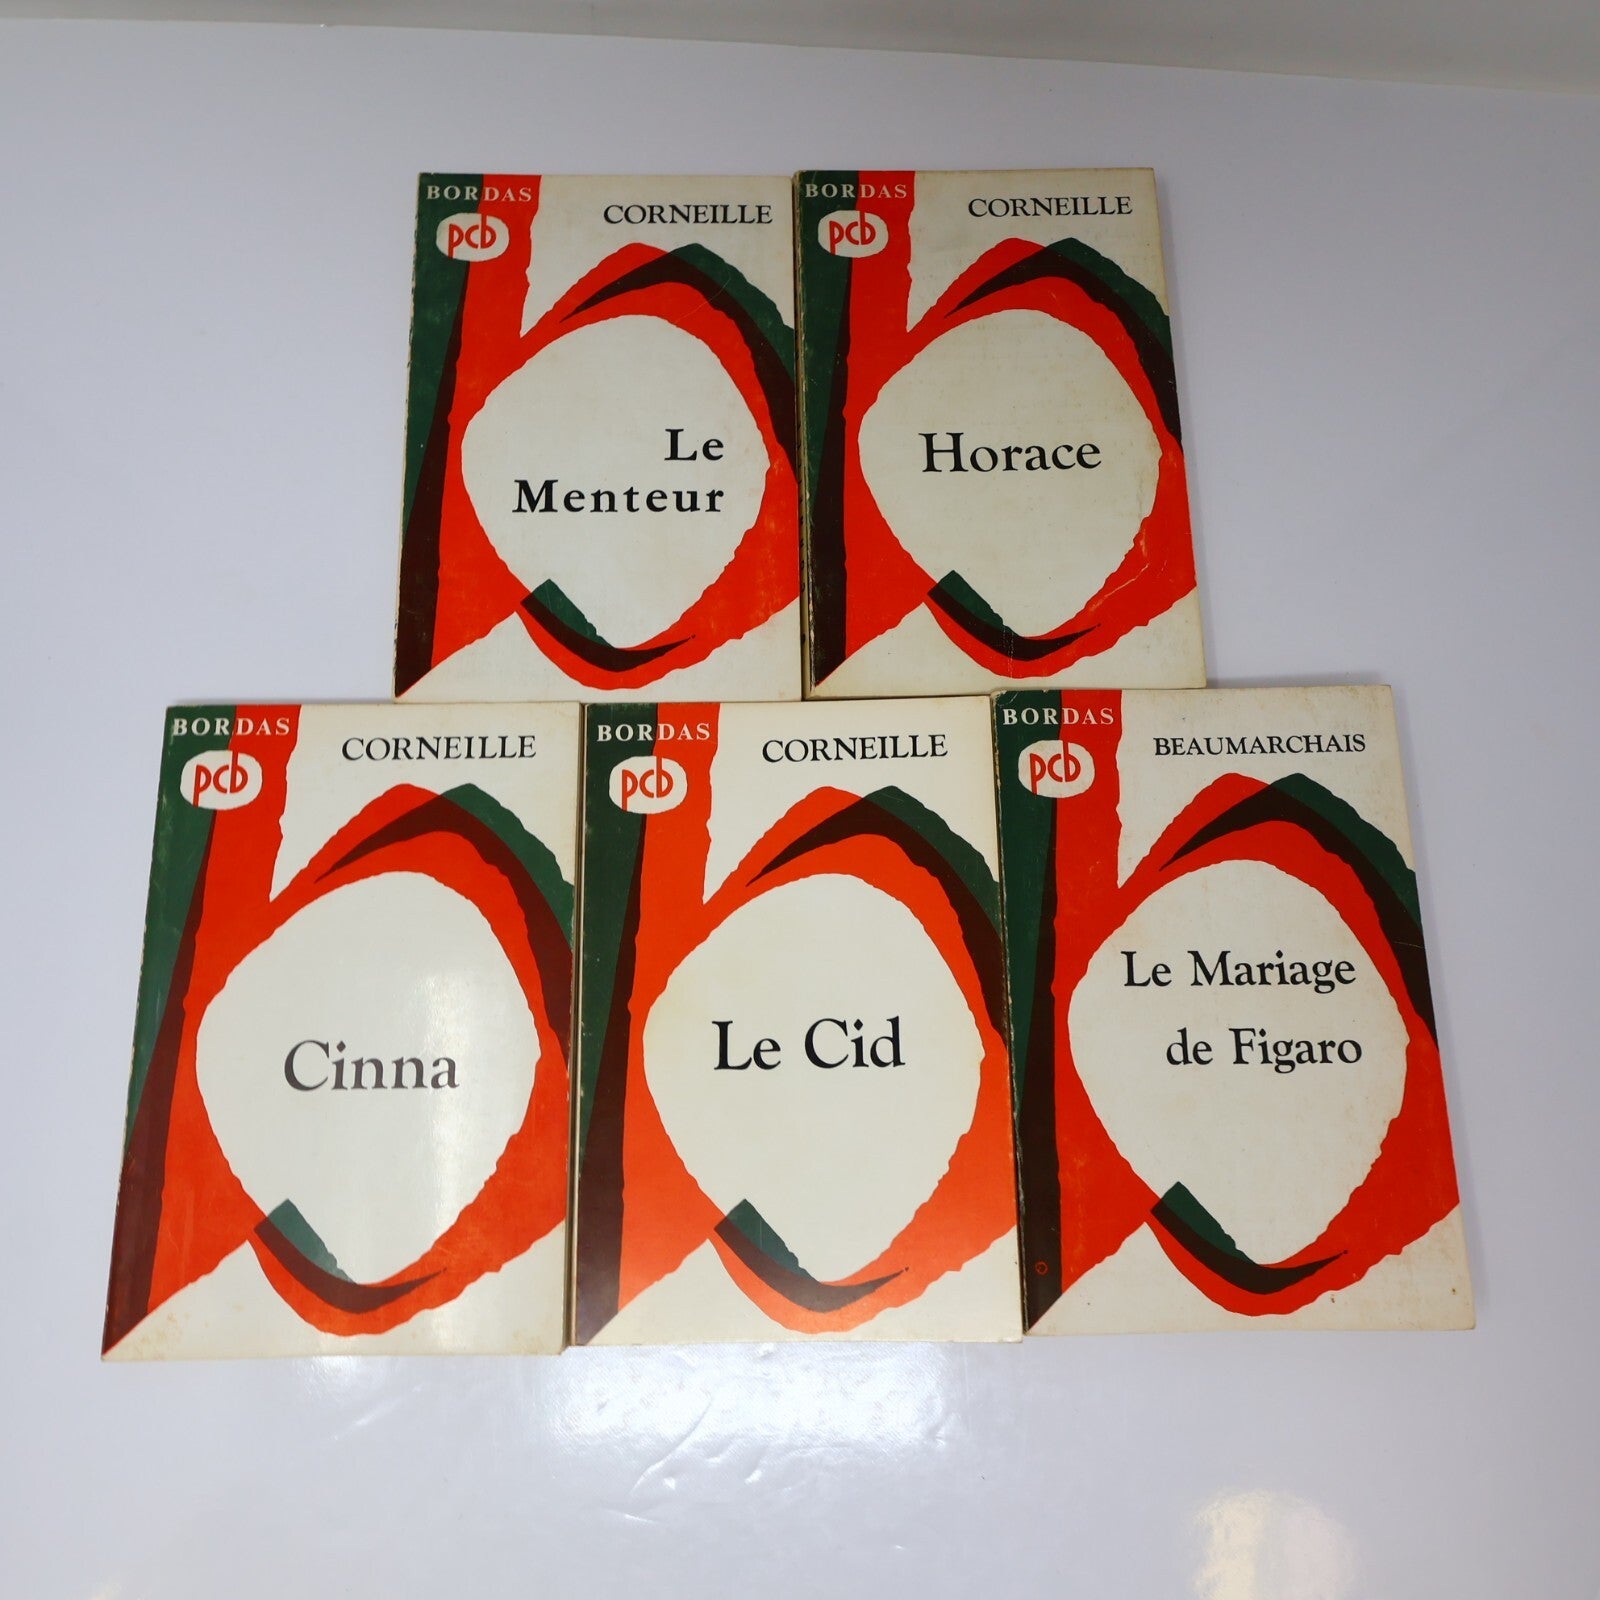 BORDAS
pcb
CORNEILLE
Le
Menteur
BORDAS
pcb
CORNEILLE
Horace
BORDAS
pcb
CORNEILLE
Cinna
BORDAS
pcb
CORNEILLE
Le Cid
BORDAS
pcb
BEAUMARCHAIS
Le Mariage
de Figaro